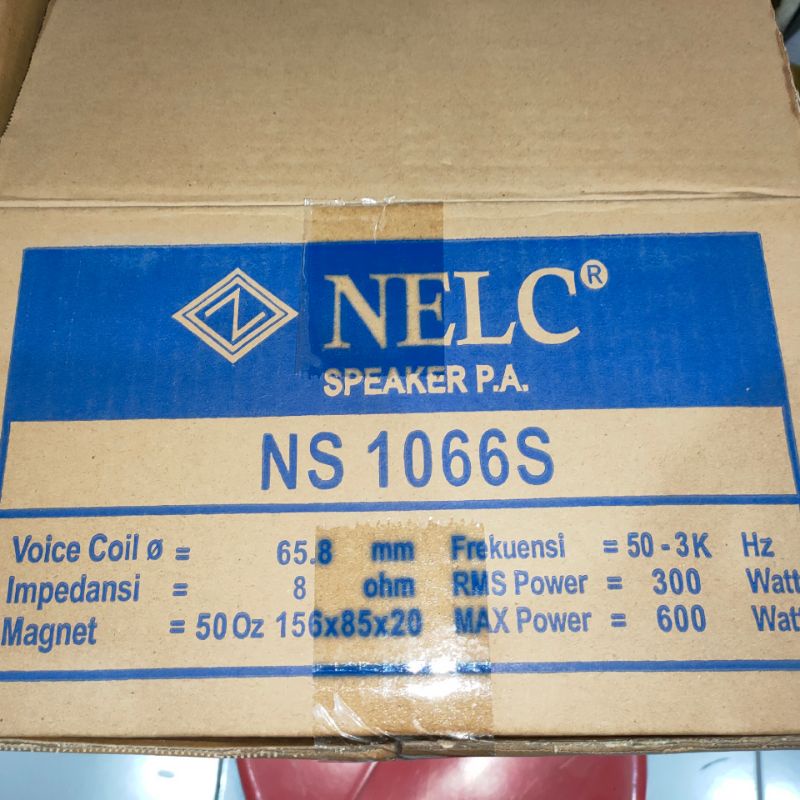 NELC®
SPEAKER P.A.
NS 1066S
Voice Coil ø = 65.8 mm Frekuensi = 50 - 3K Hz
Impedansi = 8 ohm RMS Power = 300 Watt
Magnet = 50 Oz 156x85x20 MAX Power = 600 Watt